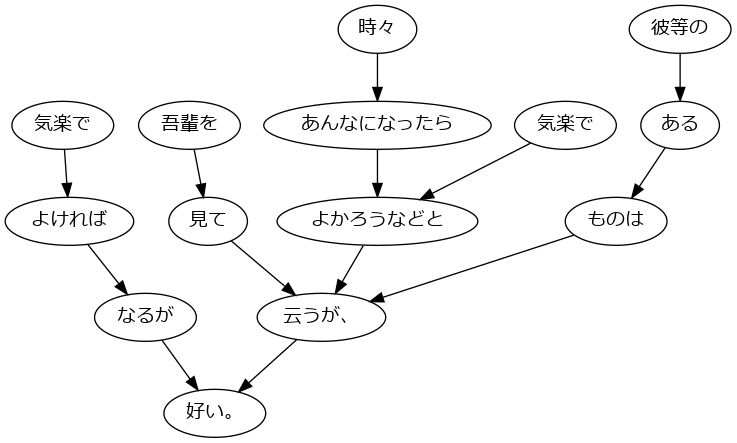 時々
彼等の
気楽で
吾輩を
あんなになったら
気楽で
ある
よければ
見て
よかろうなどと
ものは
なるが
云うが、
好い。